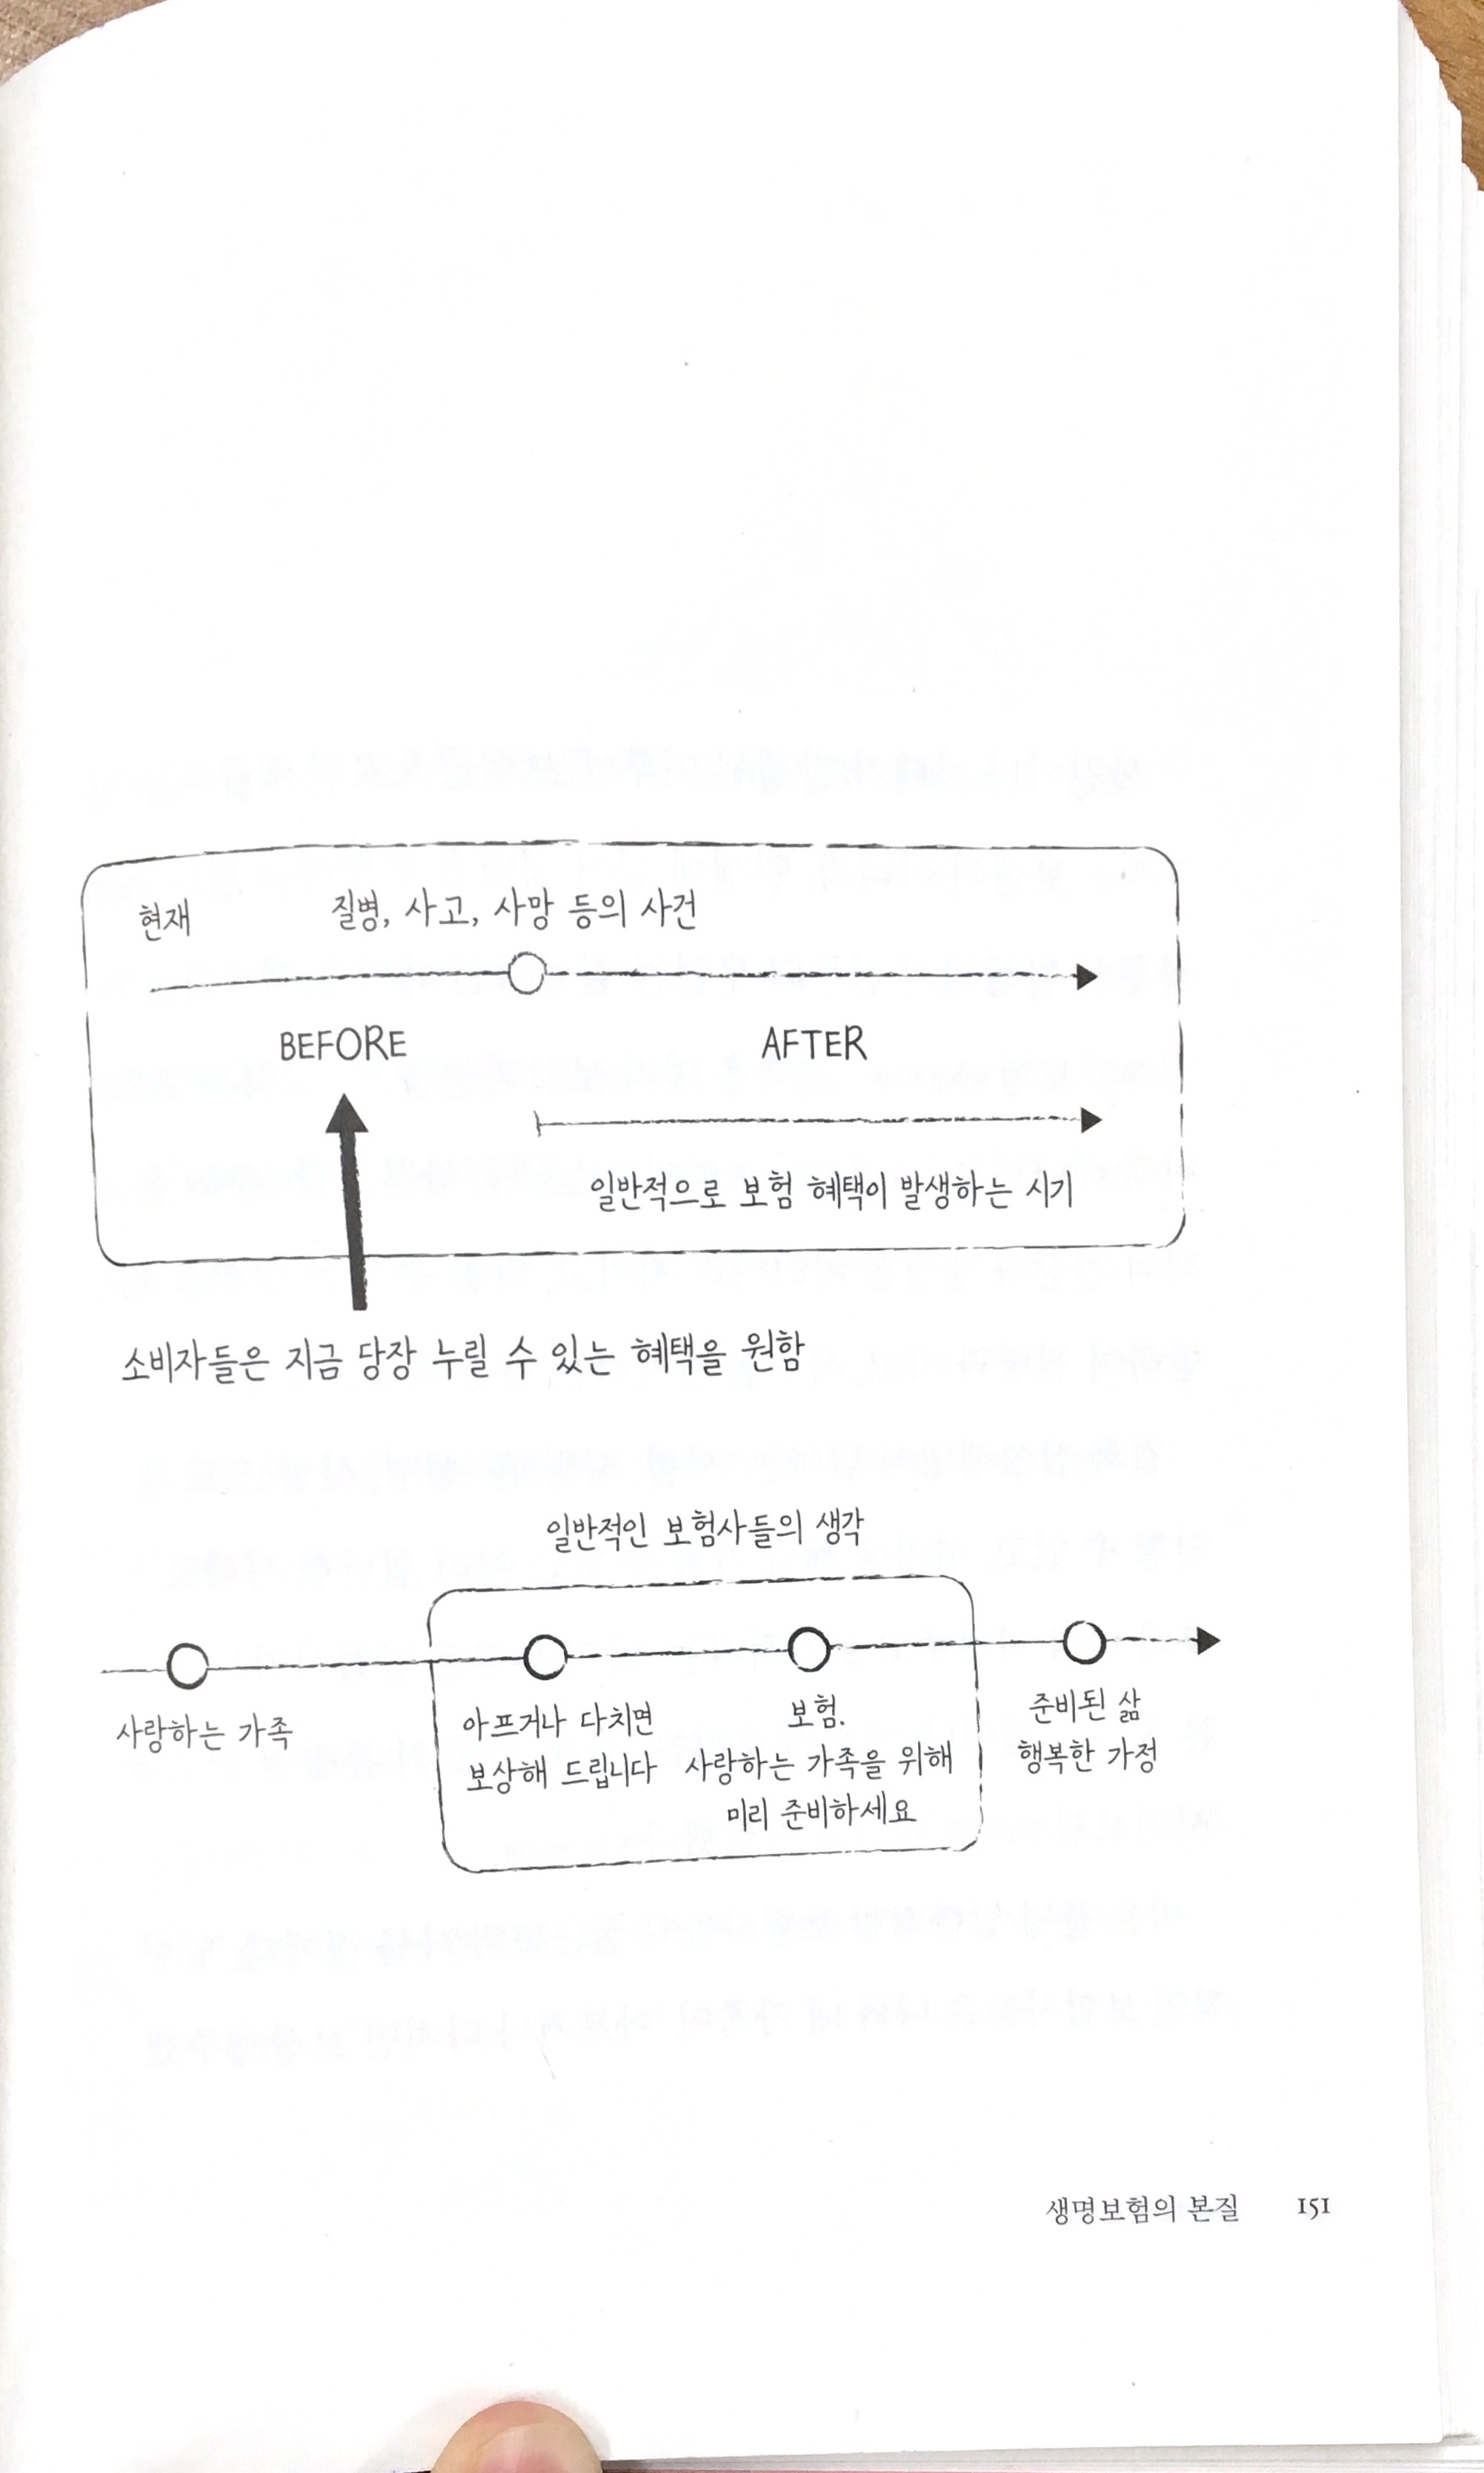 현재
질병, 사고, 사망 등의 사건
BEFORE
AFTER
일반적으로 보험 혜택이 발생하는 시기
소비자들은 지금 당장 누릴 수 있는 혜택을 원함
일반적인 보험사들의 생각
사랑하는 가족
아프거나 다치면
보상해 드립니다
보험.
사랑하는 가족을 위해
미리 준비하세요
준비된 삶
행복한 가정
생명보험의 본질 151